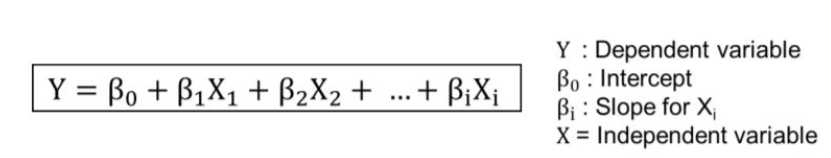 Y = β₀ + β₁X₁ + β₂X₂ + ... + βᵢXᵢ
Y : Dependent variable
β₀ : Intercept
βᵢ : Slope for Xᵢ
X = Independent variable